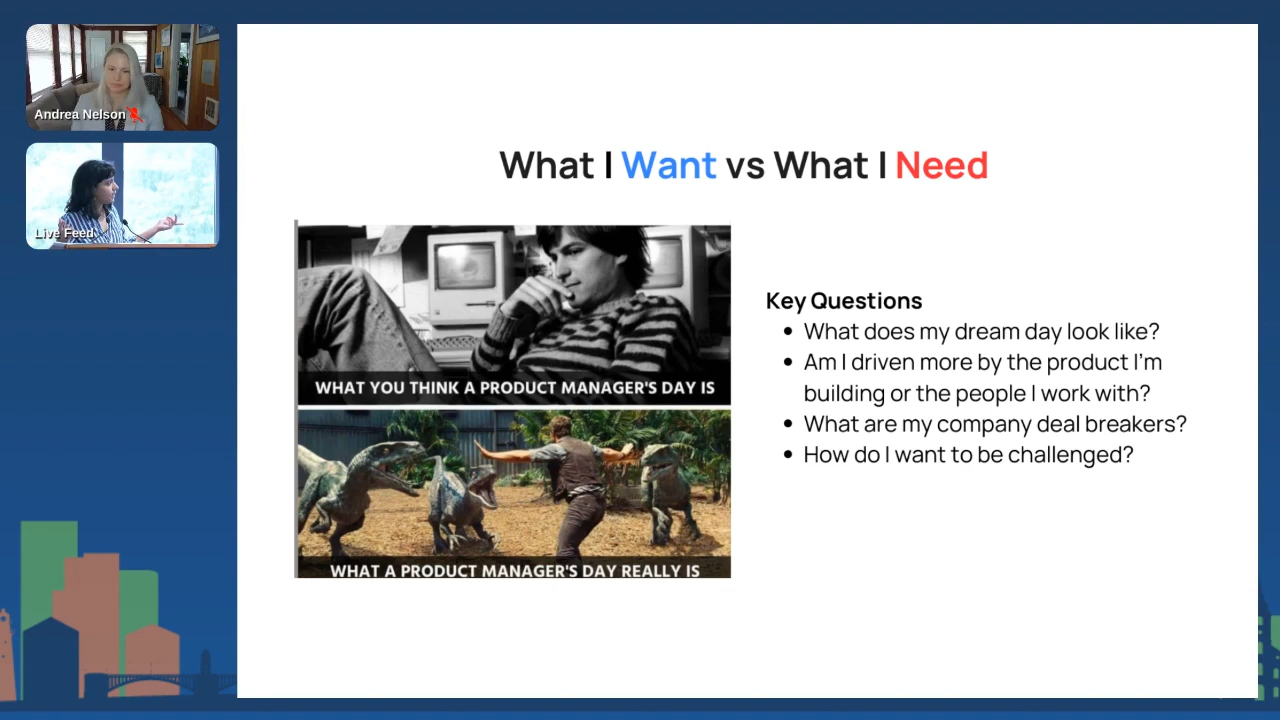 Andrea Nelson
Live Feed
What I Want vs What I Need
WHAT YOU THINK A PRODUCT MANAGER'S DAY IS
WHAT A PRODUCT MANAGER'S DAY REALLY IS
Key Questions
• What does my dream day look like?
• Am I driven more by the product I'm
building or the people I work with?
• What are my company deal breakers?
• How do I want to be challenged?